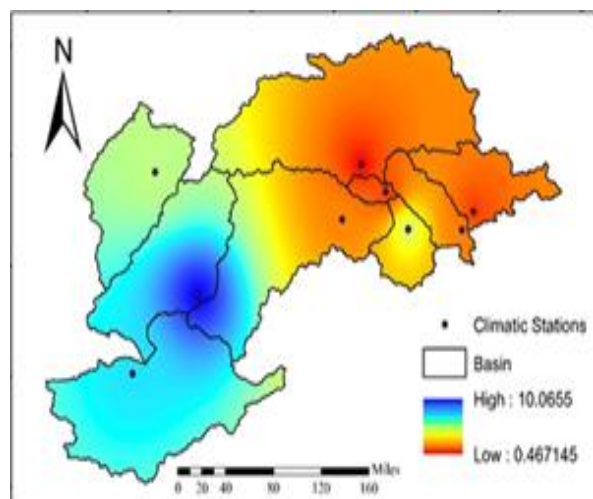 N
Climatic Stations
Basin
High : 10.0655
Low : 0.467145
Miles
0 20 40 80 120 160